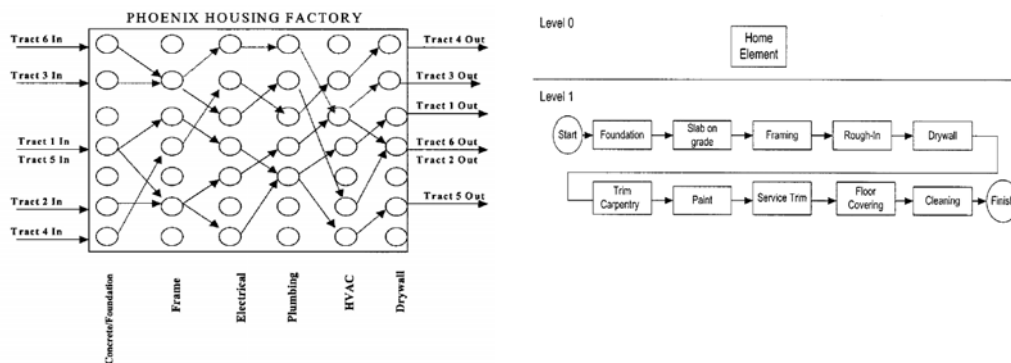 PHOENIX HOUSING FACTORY
Tract 6 In
Tract 3 In
Tract 1 In
Tract 5 In
Tract 2 In
Tract 4 In
Tract 4 Out
Tract 3 Out
Tract 1 Out
Tract 6 Out
Tract 2 Out
Tract 5 Out
Concrete/Foundation
Frame
Electrical
Plumbing
HVAC
Drywall
Level 0
Home
Element
Level 1
Start
Foundation
Slab on
grade
Framing
Rough-In
Drywall
Trim
Carpentry
Paint
Service Trim
Floor
Covering
Cleaning
Finish